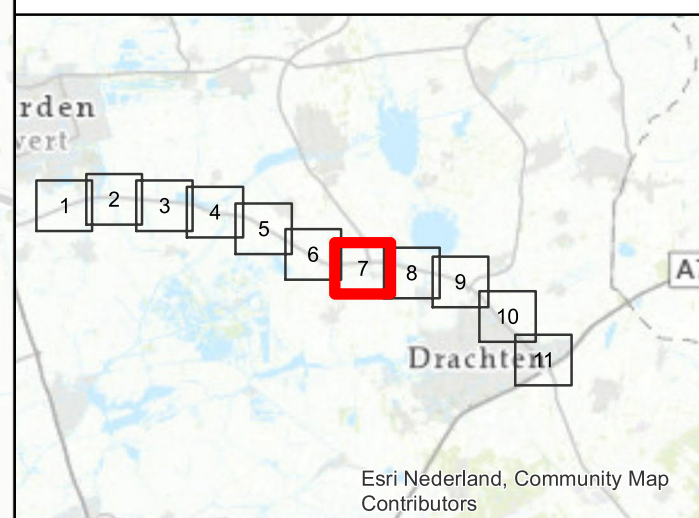 rden
vert
1
2
3
4
5
6
7
8
9
10
11
A
Drachten
Esri Nederland, Community Map
Contributors